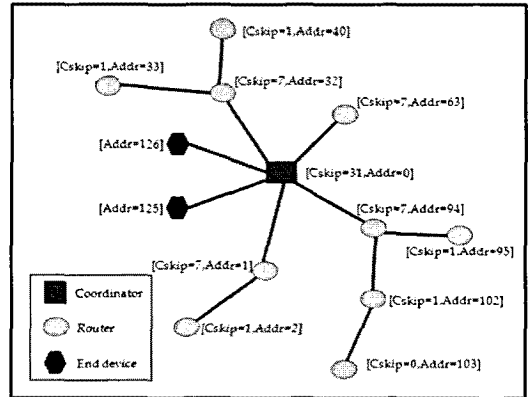 [Cskip=1,Addr=40]
[Cskip=1,Addr=33]
[Cskip=7,Addr=32]
[Cskip=7,Addr=63]
[Addr=126]
[Cskip=31,Addr=0]
[Addr=125]
[Cskip=7,Addr=94]
[Cskip=1,Addr=95]
[Cskip=7,Addr=1]
[Cskip=1,Addr=102]
[Cskip=1,Addr=2]
[Cskip=0,Addr=103]
Coordinator
Router
End device